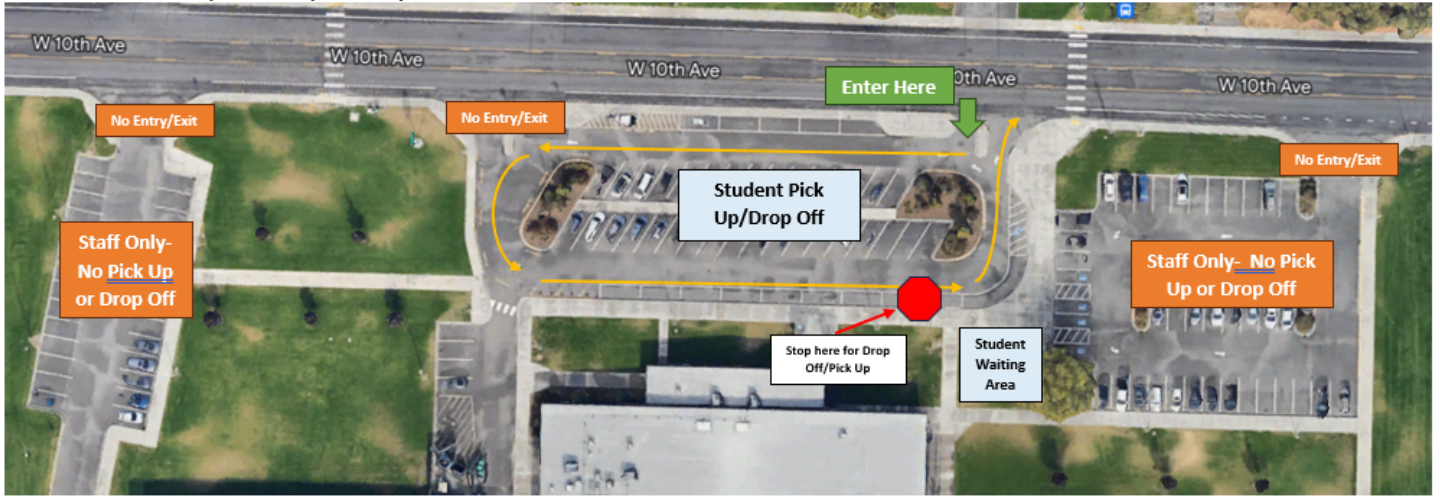 W 10th Ave
W 10th Ave
W 10th Ave
0th Ave
W 10th Ave
Enter Here
No Entry/Exit
No Entry/Exit
No Entry/Exit
Student Pick
Up/Drop Off
Staff Only-
No Pick Up
or Drop Off
Staff Only- No Pick
Up or Drop Off
Stop here for Drop
Off/Pick Up
Student
Waiting
Area